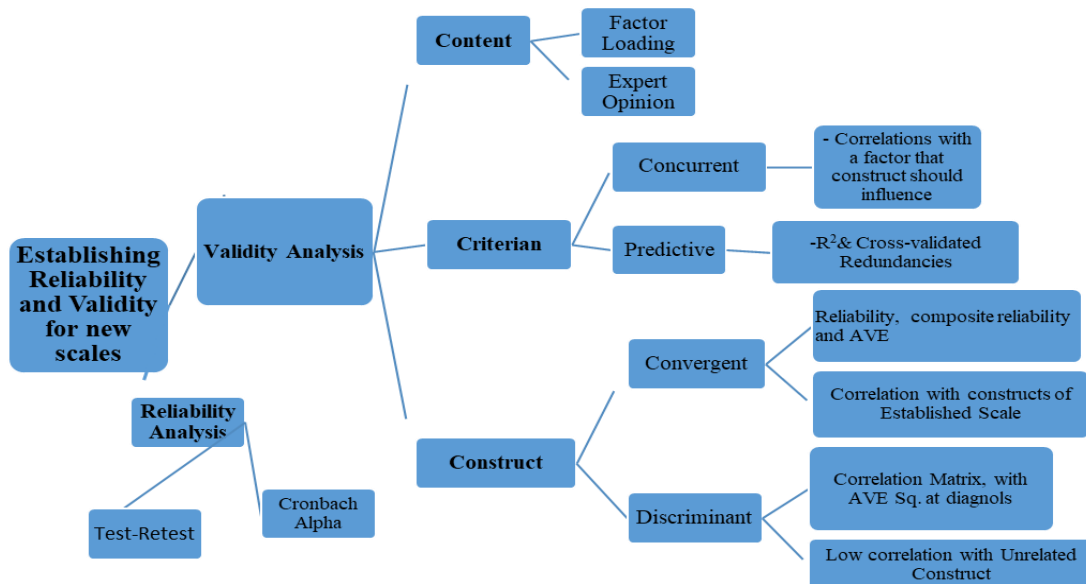 Establishing
Reliability
and Validity
for new
scales
Validity Analysis
Reliability
Analysis
Test-Retest
Cronbach
Alpha
Content
Factor
Loading
Expert
Opinion
Criterian
Concurrent
- Correlations with
a factor that
construct should
influence
Predictive
-R²& Cross-validated
Redundancies
Construct
Convergent
Reliability, composite reliability
and AVE
Correlation with constructs of
Established Scale
Discriminant
Correlation Matrix, with
AVE Sq. at diagnols
Low correlation with Unrelated
Construct